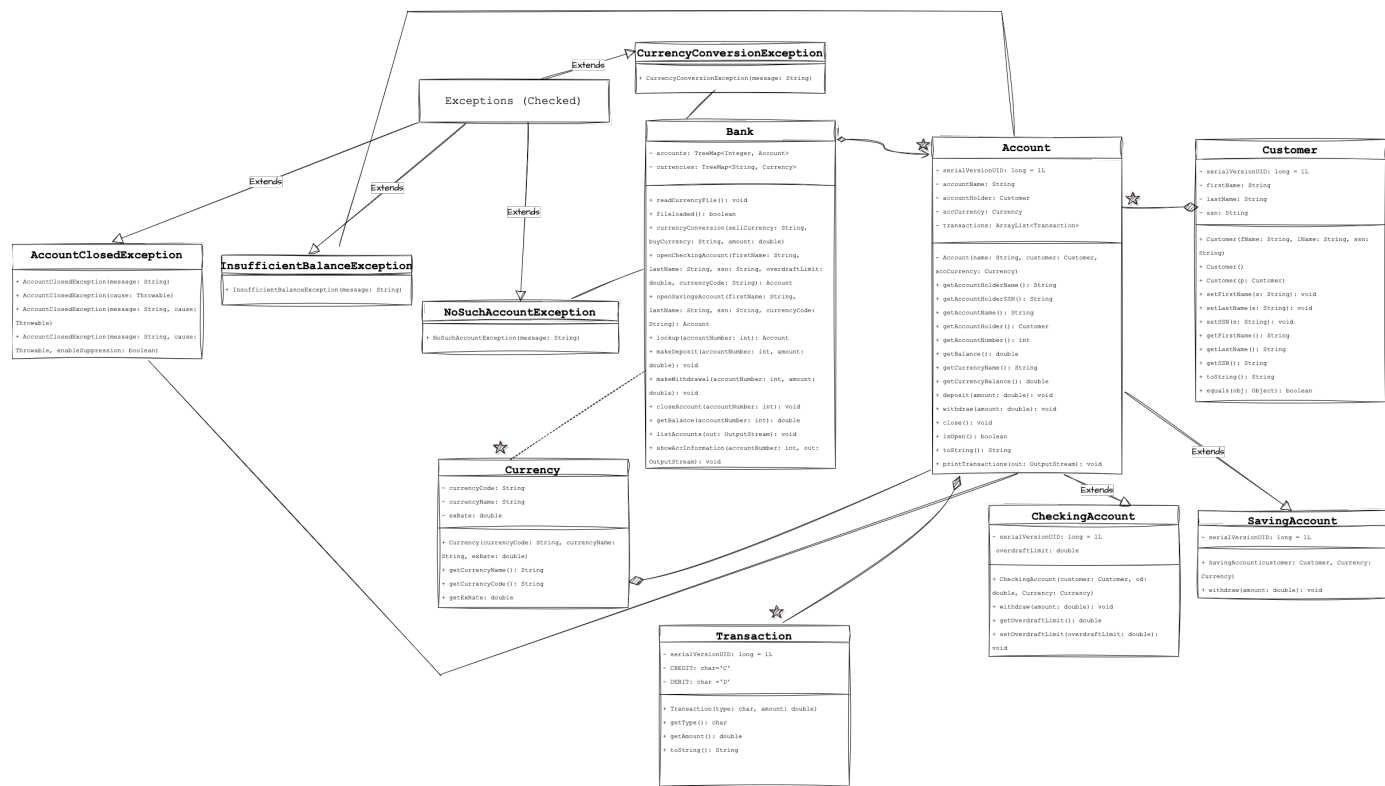 CurrencyConversionException
+ CurrencyConversionException(message: String)
Extends
Exceptions (Checked)
Extends
Extends
Extends
AccountClosedException
+ AccountClosedException(message: String)
+ AccountClosedException(cause: Throwable)
+ AccountClosedException(message: String, cause:
Throwable)
+ AccountClosedException(message: String, cause:
Throwable, enableSuppression: boolean)
InsufficientBalanceException
+ InsufficientBalanceException(message: String)
NoSuchAccountException
+ NoSuchAccountException(message: String)
Bank
- accounts: TreeMap<Integer, Account>
- currencies: TreeMap<String, Currency>
+ readCurrencyFile(): void
+ fileloaded(): boolean
+ currencyConversion(sellCurrency: String,
buyCurrency: String, amount: double)
+ openCheckingAccount(firstName: String,
lastName: String, ssn: String, overdraftLimit:
double, currencyCode: String): Account
+ openSavingsAccount(firstName: String,
lastName: String, ssn: String, currencyCode:
String): Account
+ lookup(accountNumber: int): Account
+ makeDeposit(accountNumber: int, amount:
double): void
+ makeWithdrawal(accountNumber: int, amount:
double): void
+ closeAccount(accountNumber: int): void
+ getBalance(accountNumber: int): double
+ listAccounts(out: OutputStream): void
+ showAccInformation(accountNumber: int, out:
OutputStream): void
Account
- serialVersionUID: long = 1L
- accountName: String
- accountHolder: Customer
- accCurrency: Currency
- transactions: ArrayList<Transaction>
- Account(name: String, customer: Customer,
accCurrency: Currency)
+ getAccountHolderName(): String
+ getAccountHolderSSN(): String
+ getAccountName(): String
+ getAccountHolder(): Customer
+ getAccountNumber(): int
+ getBalance(): double
+ getCurrencyName(): String
+ getCurrencyBalance(): double
+ deposit(amount: double): void
+ withdraw(amount: double): void
+ close(): void
+ isOpen(): boolean
+ toString(): String
+ printTransactions(out: OutputStream): void
Customer
- serialVersionUID: long = 1L
- firstName: String
- lastName: String
- ssn: String
+ Customer(fName: String, lName: String, ssn:
String)
+ Customer()
+ Customer(p: Customer)
+ setFirstName(s: String): void
+ setLastName(s: String): void
+ setSSN(s: String): void
+ getFirstName(): String
+ getLastName(): String
+ getSSN(): String
+ toString(): String
+ equals(obj: Object): boolean
Extends
Extends
Currency
- currencyCode: String
- currencyName: String
- exRate: double
+ Currency(currencyCode: String, currencyName:
String, exRate: double)
+ getCurrencyName(): String
+ getCurrencyCode(): String
+ getExRate: double
CheckingAccount
- serialVersionUID: long = 1L
overdraftLimit: double
+ CheckingAccount(customer: Customer, od:
double, Currency: Currency)
+ withdraw(amount: double): void
+ getOverdraftLimit(): double
+ setOverdraftLimit(overdraftLimit: double):
void
SavingAccount
- serialVersionUID: long = 1L
+ SavingAccount(customer: Customer, Currency:
Currency)
+ withdraw(amount: double): void
Transaction
- serialVersionUID: long = 1L
- CREDIT: char='C'
- DEBIT: char ='D'
+ Transaction(type: char, amount: double)
+ getType(): char
+ getAmount(): double
+ toString(): String